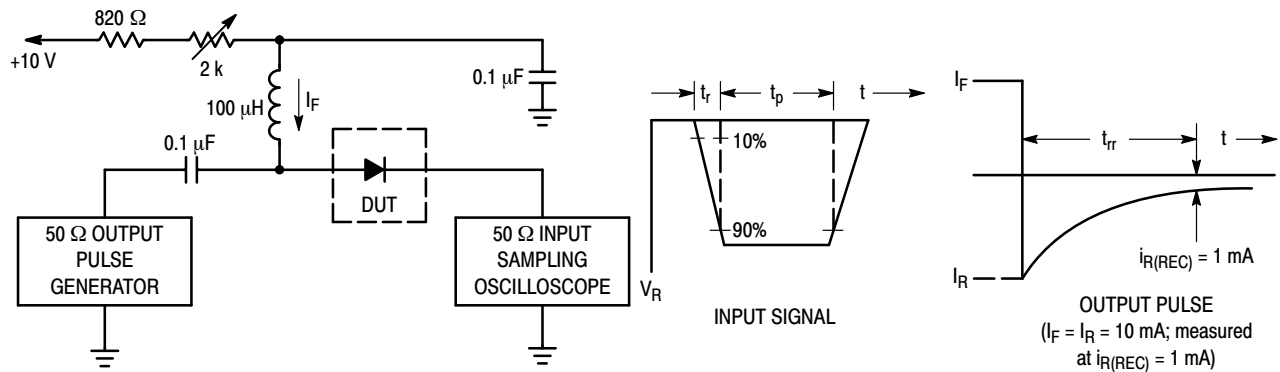 820 Ω
+10 V
2 k
100 μH
I_F
0.1 μF
0.1 μF
DUT
50 Ω OUTPUT
PULSE
GENERATOR
50 Ω INPUT
SAMPLING
OSCILLOSCOPE
t_r
t_p
t
10%
90%
V_R
INPUT SIGNAL
I_F
t_rr
t
I_R
i_R(REC) = 1 mA
OUTPUT PULSE
(I_F = I_R = 10 mA; measured
at i_R(REC) = 1 mA)